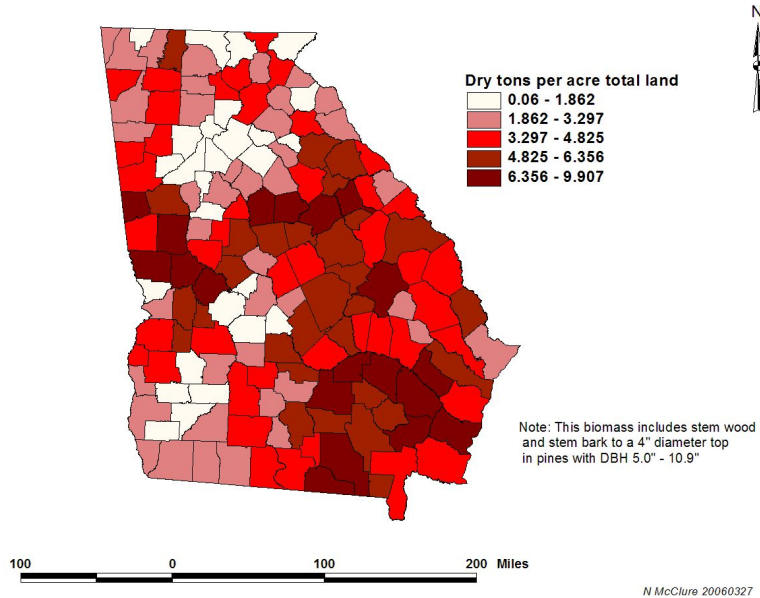 N
Dry tons per acre total land
0.06 - 1.862
1.862 - 3.297
3.297 - 4.825
4.825 - 6.356
6.356 - 9.907
Note: This biomass includes stem wood
and stem bark to a 4" diameter top
in pines with DBH 5.0" - 10.9"
100 0 100 200 Miles
N McClure 20060327